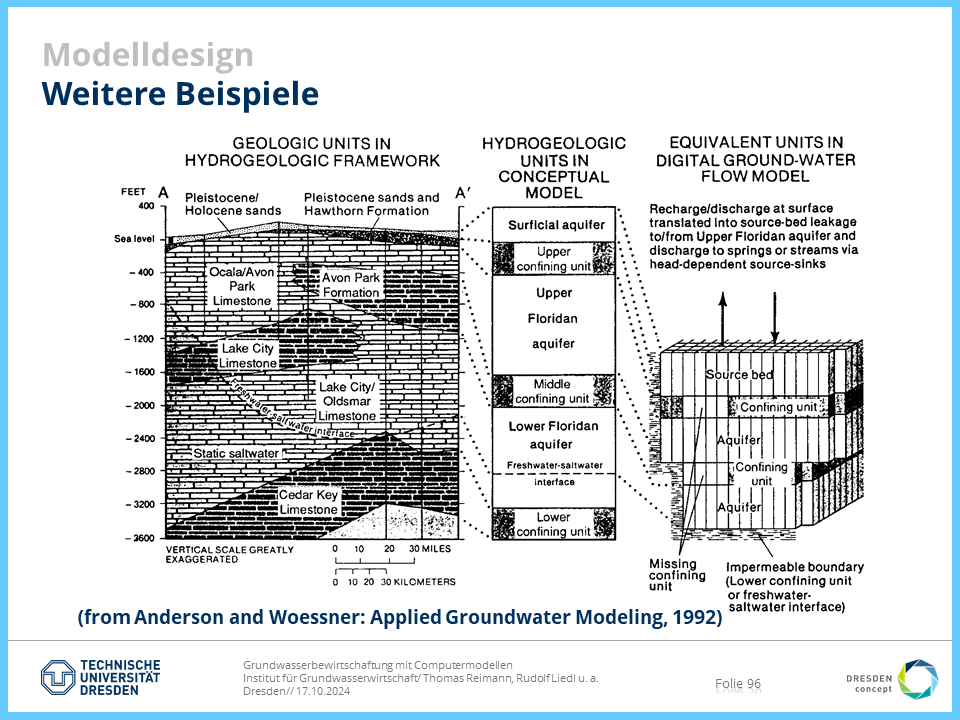 Modelldesign
Weitere Beispiele
GEOLOGIC UNITS IN
HYDROGEOLOGIC FRAMEWORK
FEET
A
A'
Pleistocene/
Holocene sands
Pleistocene sands and
Hawthorn Formation
400
Sea level
– 400
– 800
– 1200
– 1600
– 2000
– 2400
– 2800
– 3200
– 3600
Ocala/Avon
Park
Limestone
Avon Park
Formation
Lake City
Limestone
Lake City/
Oldsmar
Limestone
Freshwater saltwater interface
Static saltwater
Cedar Key
Limestone
VERTICAL SCALE GREATLY
EXAGGERATED
0 10 20 30 MILES
0 10 20 30 KILOMETERS
HYDROGEOLOGIC
UNITS IN
CONCEPTUAL
MODEL
Surficial aquifer
Upper
confining unit
Upper
Floridan
aquifer
Middle
confining unit
Lower Floridan
aquifer
Freshwater-saltwater
interface
Lower
confining unit
EQUIVALENT UNITS IN
DIGITAL GROUND-WATER
FLOW MODEL
Recharge/discharge at surface
translated into source-bed leakage
to/from Upper Floridan aquifer and
discharge to springs or streams via
head-dependent source-sinks
Source bed
Confining unit
Aquifer
Confining
unit
Aquifer
Missing
confining
unit
Impermeable boundary
(Lower confining unit
or freshwater-
saltwater interface)
(from Anderson and Woessner: Applied Groundwater Modeling, 1992)
TECHNISCHE
UNIVERSITÄT
DRESDEN
Grundwasserbewirtschaftung mit Computermodellen
Institut für Grundwasserwirtschaft/ Thomas Reimann, Rudolf Liedl u. a.
Dresden// 17.10.2024
Folie 96
DRESDEN
concept